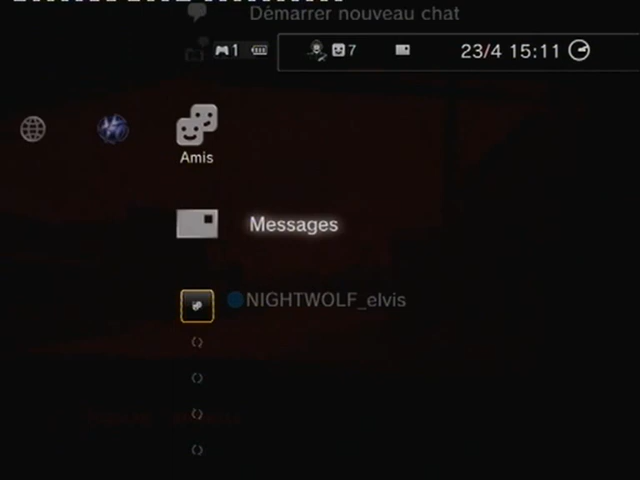 Démarrer nouveau chat
1
7
23/4 15:11
Amis
Messages
NIGHTWOLF_elvis